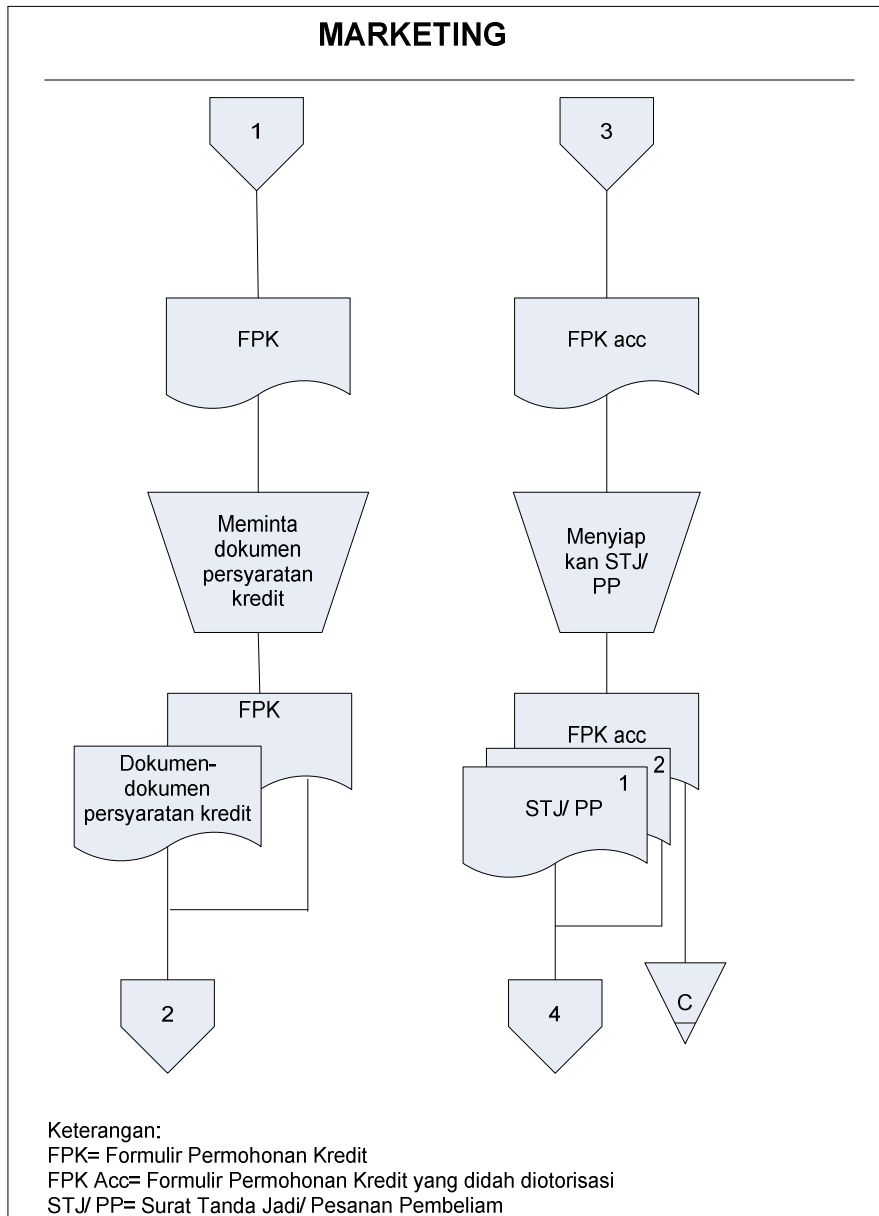 MARKETING
1
FPK
Meminta
dokumen
persyaratan
kredit
FPK
Dokumen-
dokumen
persyaratan kredit
2
3
FPK acc
Menyiap
kan STJ/
PP
FPK acc
2
1
STJ/ PP
4
C
Keterangan:
FPK= Formulir Permohonan Kredit
FPK Acc= Formulir Permohonan Kredit yang didah diotorisasi
STJ/ PP= Surat Tanda Jadi/ Pesanan Pembeliam